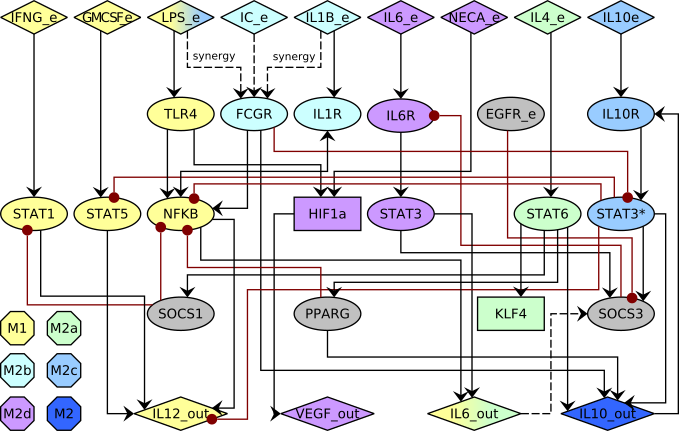 IFNG_e GMCSF_e LPS_e IC_e IL1B_e IL6_e NECA_e IL4_e IL10e
synergy synergy
TLR4 FCGR IL1R IL6R EGFR_e IL10R
STAT1 STAT5 NFKB HIF1a STAT3 STAT6 STAT3*
SOCS1 PPARG KLF4 SOCS3
M1 M2a
M2b M2c
M2d M2
IL12_out VEGF_out IL6_out IL10_out